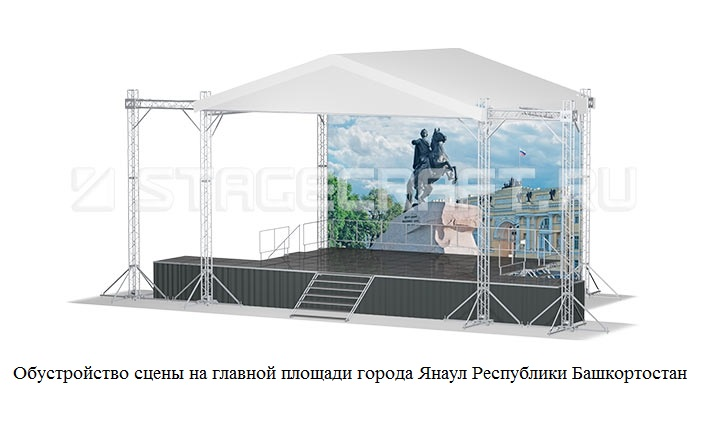 STAGECRAFT.RU
Обустройство сцены на главной площади города Янаул Республики Башкортостан